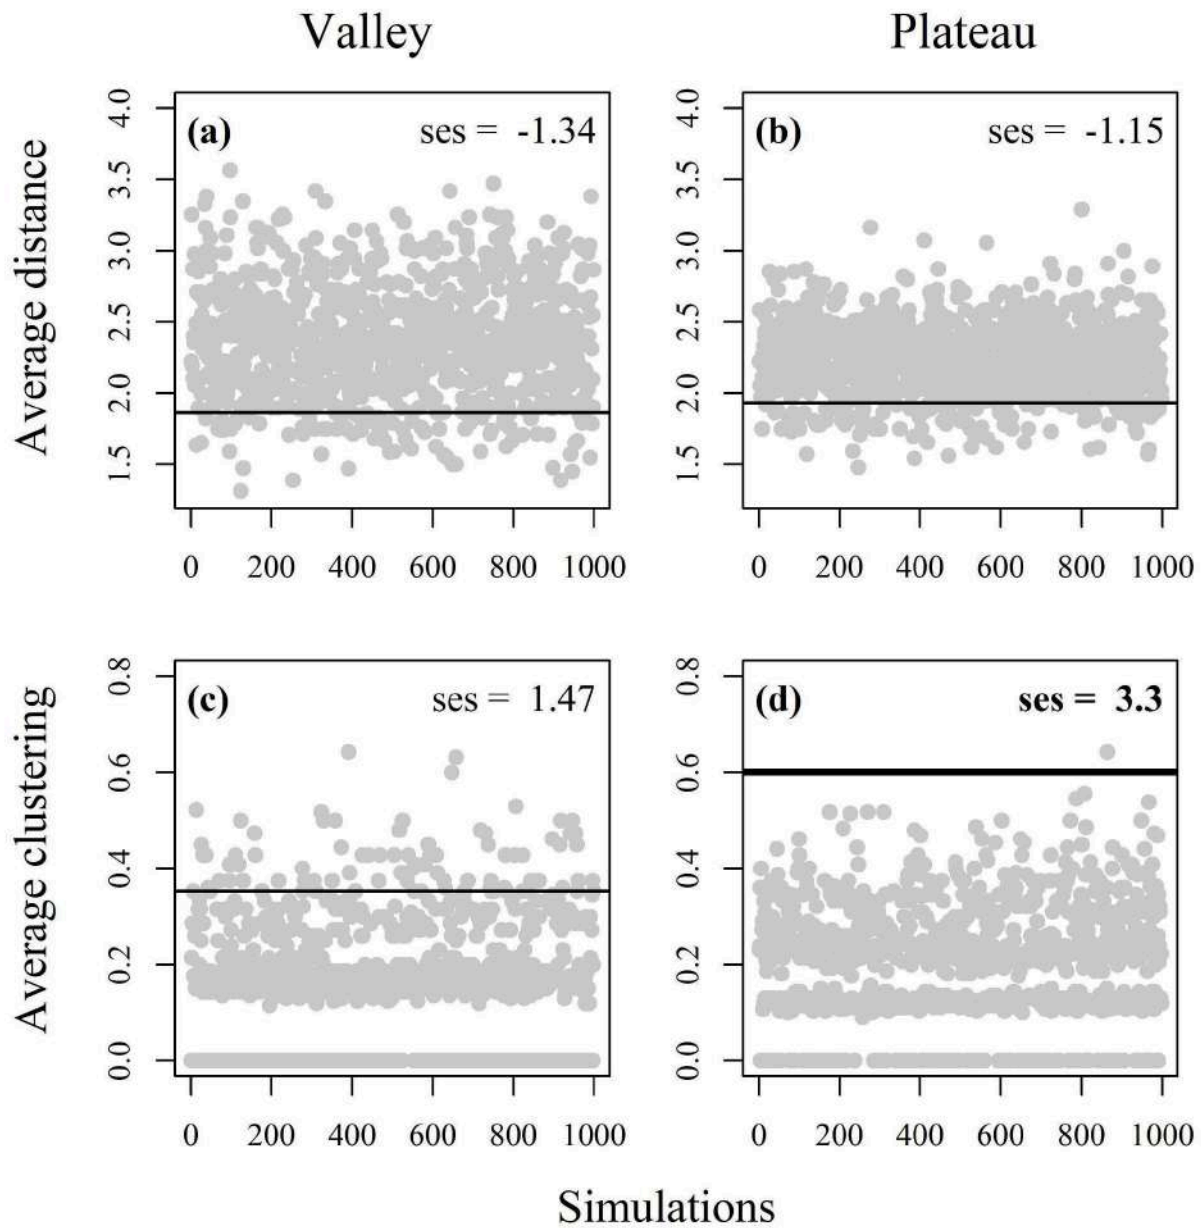 Valley
Plateau
Average distance
4.0
3.5
3.0
2.5
2.0
1.5
(a)
ses = -1.34
0 200 400 600 800 1000
4.0
3.5
3.0
2.5
2.0
1.5
(b)
ses = -1.15
0 200 400 600 800 1000
Average clustering
0.8
0.6
0.4
0.2
0.0
(c)
ses = 1.47
0 200 400 600 800 1000
0.8
0.6
0.4
0.2
0.0
(d)
ses = 3.3
0 200 400 600 800 1000
Simulations